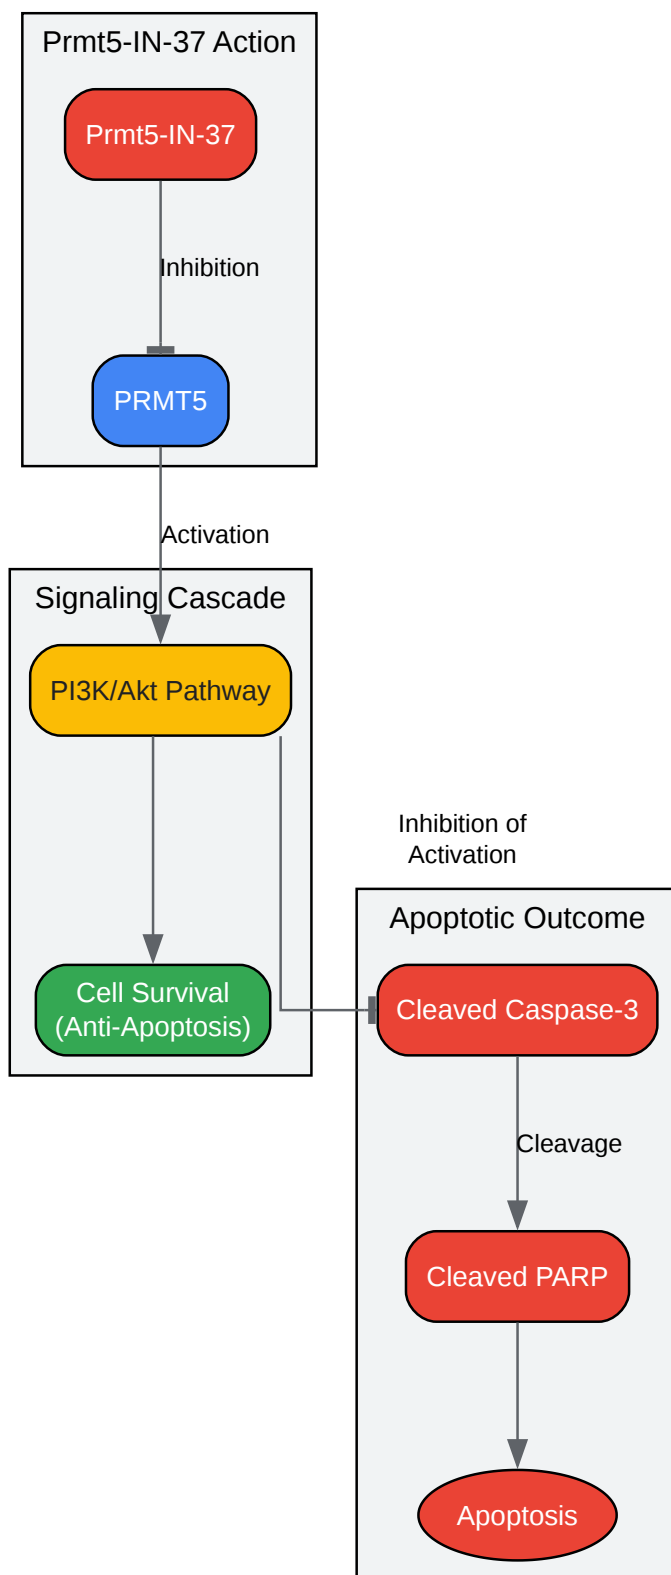 Prmt5-IN-37 Action
Prmt5-IN-37
Inhibition
PRMT5
Activation
Signaling Cascade
PI3K/Akt Pathway
Inhibition of
Activation
Apoptotic Outcome
Cell Survival
(Anti-Apoptosis)
Cleaved Caspase-3
Cleavage
Cleaved PARP
Apoptosis